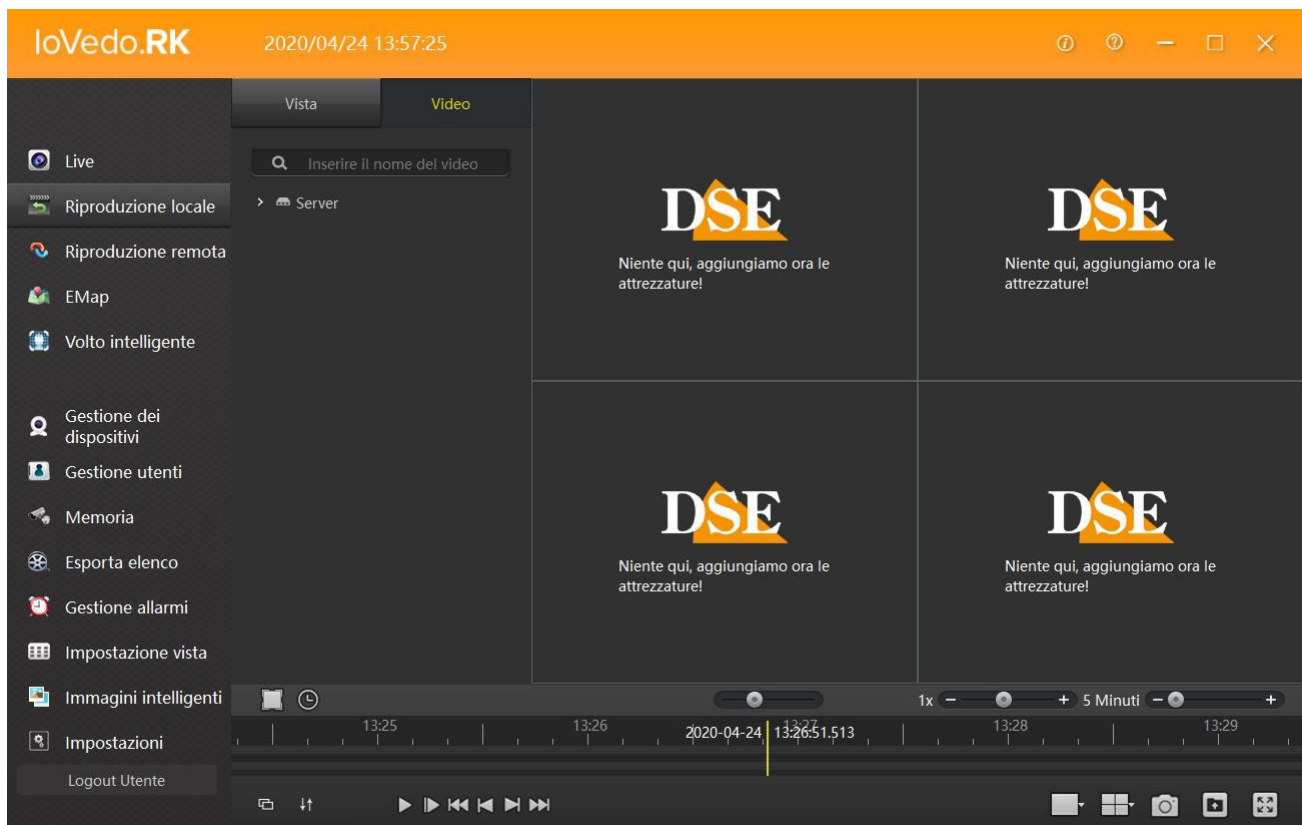 IoVedo.RK
2020/04/24 13:57:25
Vista
Video
Live
Riproduzione locale
Riproduzione remota
EMap
Volto intelligente
Gestione dei
dispositivi
Gestione utenti
Memoria
Esporta elenco
Gestione allarmi
Impostazione vista
Immagini intelligenti
Impostazioni
Logout Utente
Inserire il nome del video
Server
DSE
Niente qui, aggiungiamo ora le
attrezzature!
DSE
Niente qui, aggiungiamo ora le
attrezzature!
DSE
Niente qui, aggiungiamo ora le
attrezzature!
DSE
Niente qui, aggiungiamo ora le
attrezzature!
1x
5 Minuti
13:25
13:26
13:27
13:28
13:29
2020-04-24 13:26:51.513